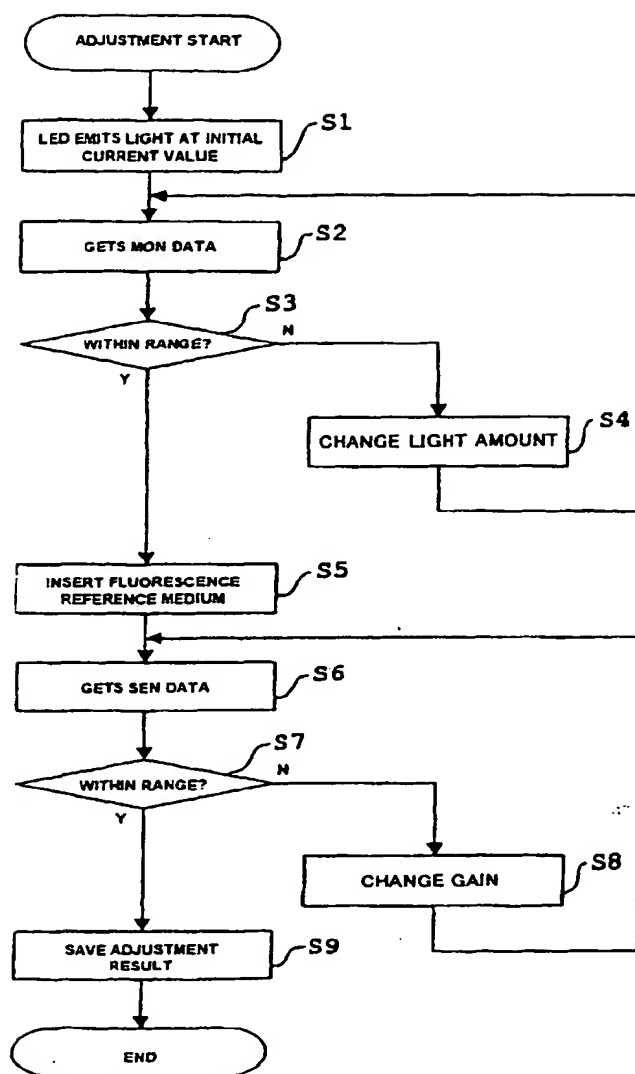 ADJUSTMENT START
S1
LED EMITS LIGHT AT INITIAL
CURRENT VALUE
S2
GETS MON DATA
S3
WITHIN RANGE?
N
Y
S4
CHANGE LIGHT AMOUNT
S5
INSERT FLUORESCENCE
REFERENCE MEDIUM
S6
GETS SEN DATA
S7
WITHIN RANGE?
N
Y
S8
CHANGE GAIN
S9
SAVE ADJUSTMENT
RESULT
END